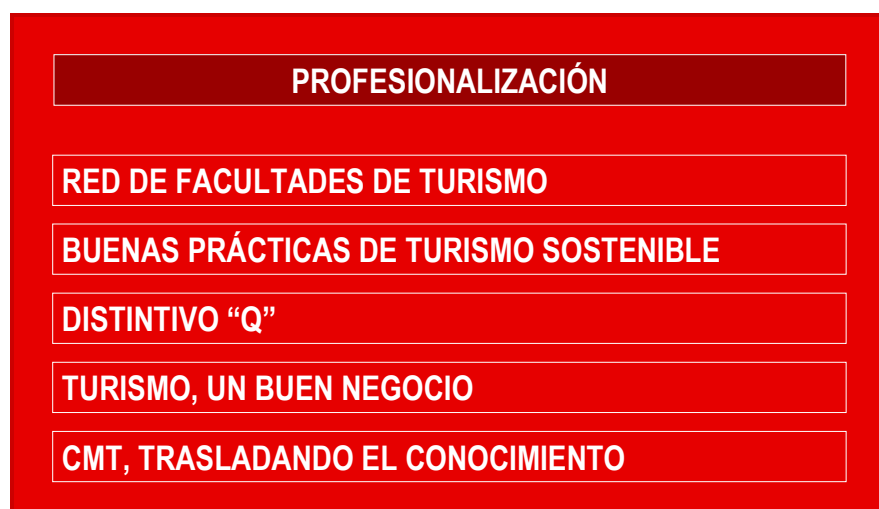 PROFESIONALIZACIÓN
RED DE FACULTADES DE TURISMO
BUENAS PRÁCTICAS DE TURISMO SOSTENIBLE
DISTINTIVO “Q”
TURISMO, UN BUEN NEGOCIO
CMT, TRASLADANDO EL CONOCIMIENTO